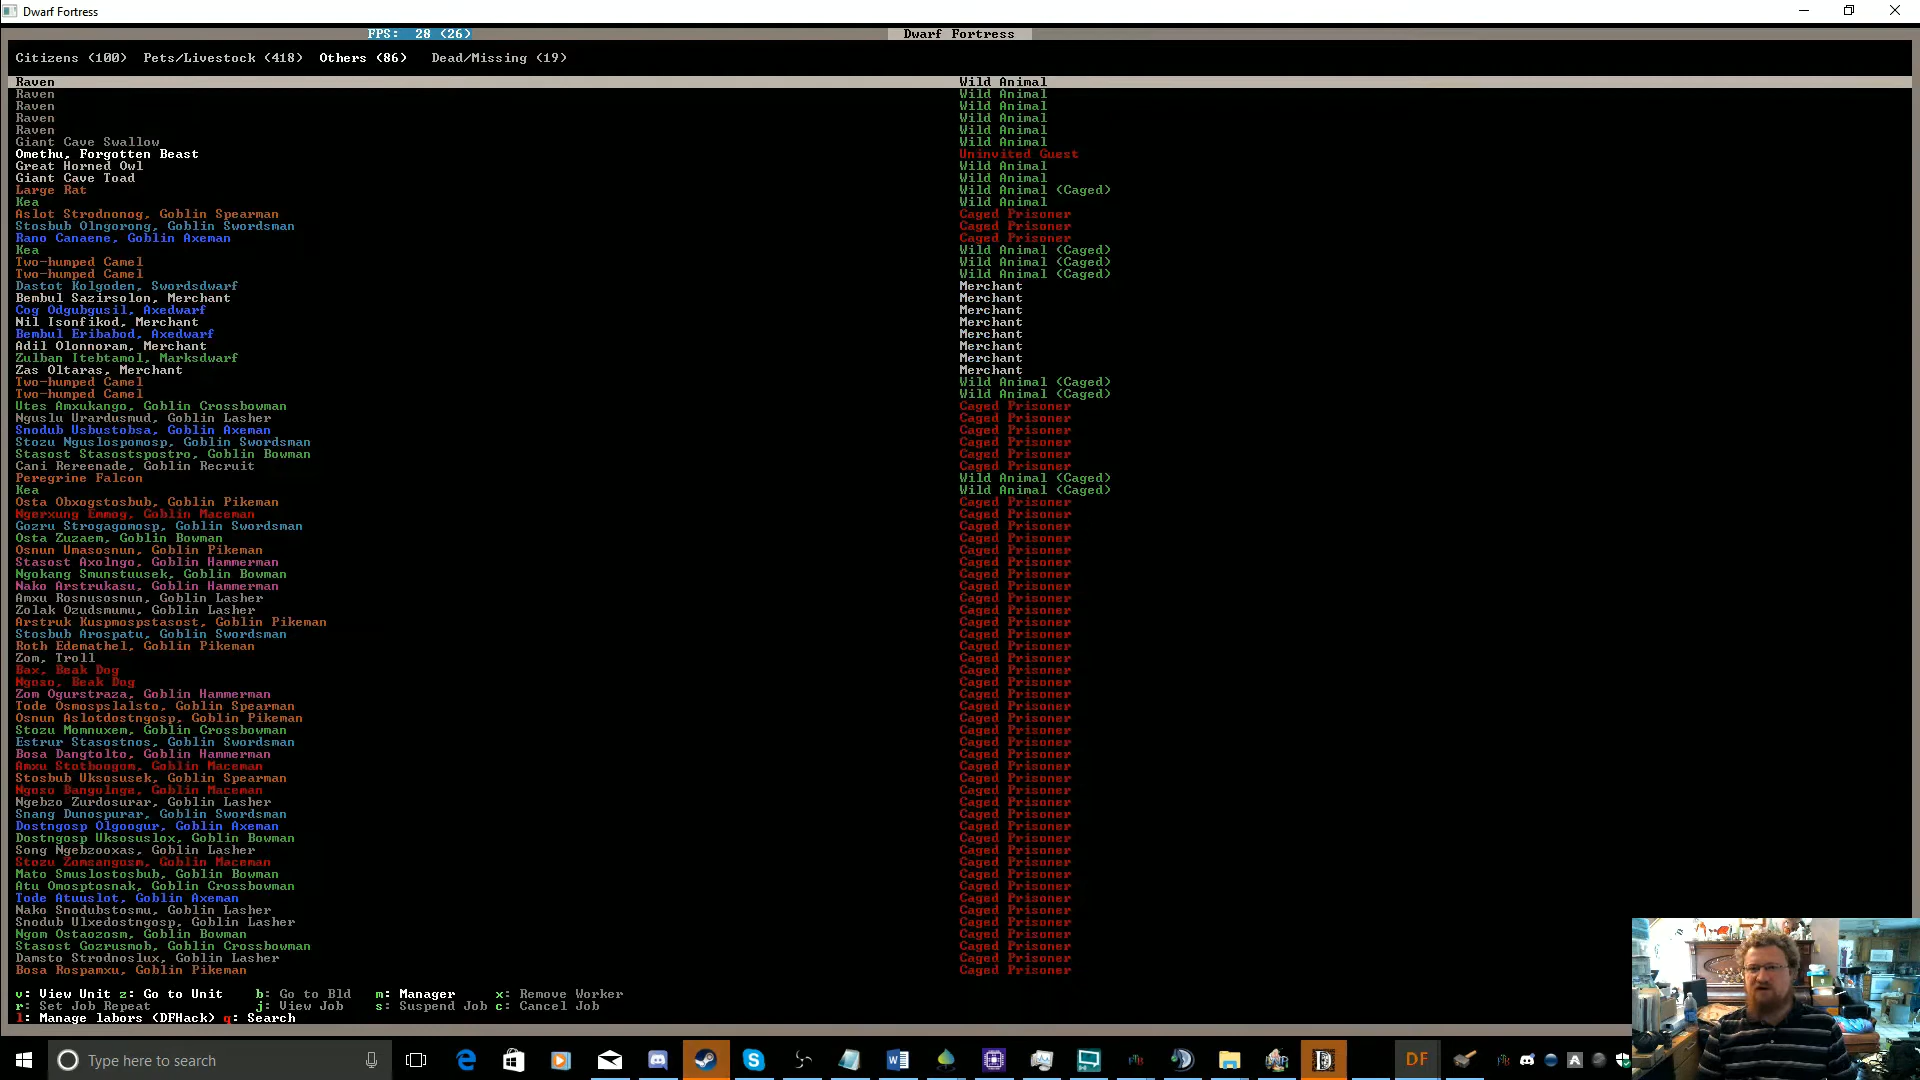 Dwarf Fortress
FPS: 28 (26) Dwarf Fortress
Citizens (100) Pets/Livestock (418) Others (86) Dead/Missing (19)
Raven Wild Animal
Raven Wild Animal
Raven Wild Animal
Raven Wild Animal
Raven Wild Animal
Giant Cave Swallow Wild Animal
Omethu, Forgotten Beast Uninvited Guest
Great Horned Owl Wild Animal
Giant Cave Toad Wild Animal
Large Rat Wild Animal (Caged)
Kea Wild Animal
Aslot Strodnonog, Goblin Spearman Caged Prisoner
Stosbub Olngorong, Goblin Swordsman Caged Prisoner
Rano Canaene, Goblin Axeman Caged Prisoner
Kea Wild Animal (Caged)
Two-humped Camel Wild Animal (Caged)
Two-humped Camel Wild Animal (Caged)
Dastot Kolgoden, Swordsdwarf Merchant
Bembul Sazirsolon, Merchant Merchant
Cog Odgubgusil, Axedwarf Merchant
Nil Isonfikod, Merchant Merchant
Bembul Eribabod, Axedwarf Merchant
Adil Olonnoram, Merchant Merchant
Zulban Itebtamol, Marksdwarf Merchant
Zas Oltaras, Merchant Merchant
Two-humped Camel Wild Animal (Caged)
Two-humped Camel Wild Animal (Caged)
Utes Amxukango, Goblin Crossbowman Caged Prisoner
Nguslu Urardusmud, Goblin Lasher Caged Prisoner
Snodub Usbustobsa, Goblin Axeman Caged Prisoner
Stozu Nguslospomosp, Goblin Swordsman Caged Prisoner
Stasost Stasostspostro, Goblin Bowman Caged Prisoner
Cani Rereenade, Goblin Recruit Caged Prisoner
Peregrine Falcon Wild Animal (Caged)
Kea Wild Animal (Caged)
Osta Obxogstosbub, Goblin Pikeman Caged Prisoner
Ngerxung Emmog, Goblin Maceman Caged Prisoner
Gozru Strogagomosp, Goblin Swordsman Caged Prisoner
Osta Zuzaem, Goblin Bowman Caged Prisoner
Osnun Umasosnun, Goblin Pikeman Caged Prisoner
Stasost Axolngo, Goblin Hammerman Caged Prisoner
Ngokang Smunstuusek, Goblin Bowman Caged Prisoner
Nako Arstrukasu, Goblin Hammerman Caged Prisoner
Amxu Rosnusosnun, Goblin Lasher Caged Prisoner
Zolak Ozudsmumu, Goblin Lasher Caged Prisoner
Arstruk Kuspmospstasost, Goblin Pikeman Caged Prisoner
Stosbub Arospatu, Goblin Swordsman Caged Prisoner
Roth Edemathel, Goblin Pikeman Caged Prisoner
Zom, Troll Caged Prisoner
Bax, Beak Dog Caged Prisoner
Ngoso, Beak Dog Caged Prisoner
Zom Ogurstraza, Goblin Hammerman Caged Prisoner
Tode Osmospslalsto, Goblin Spearman Caged Prisoner
Osnun Aslotdostngosp, Goblin Pikeman Caged Prisoner
Stozu Momnuxem, Goblin Crossbowman Caged Prisoner
Estrur Stasostnos, Goblin Swordsman Caged Prisoner
Bosa Dangtolto, Goblin Hammerman Caged Prisoner
Amxu Goblin Maceman Caged Prisoner
Stosbub Uksosusek, Goblin Spearman Caged Prisoner
Ngoso Dangolnge, Goblin Maceman Caged Prisoner
Ngebzo Zurdosurar, Goblin Lasher Caged Prisoner
Snang Dunospurar, Goblin Swordsman Caged Prisoner
Dostngosp Olgoogur, Goblin Axeman Caged Prisoner
Dostngosp Uksosuslox, Goblin Bowman Caged Prisoner
Song Ngebzooxas, Goblin Lasher Caged Prisoner
Stozu Zomsangosm, Goblin Maceman Caged Prisoner
Mato Smuslostosbub, Goblin Bowman Caged Prisoner
Atu Omosptosnak, Goblin Crossbowman Caged Prisoner
Tode Atuuslot, Goblin Axeman Caged Prisoner
Nako Snodubstosmu, Goblin Lasher Caged Prisoner
Snodub Ulxedostngosp, Goblin Lasher Caged Prisoner
Ngom Ostaozosm, Goblin Bowman Caged Prisoner
Stasost Gozrusmob, Goblin Crossbowman Caged Prisoner
Damsto Strodnoslux, Goblin Lasher Caged Prisoner
Bosa Rospamxu, Goblin Pikeman Caged Prisoner
v: View Unit z: Go to Unit b: Go to Bld m: Manager x: Remove Worker
r: Set Job Repeat j: View Job s: Suspend Job c: Cancel Job
l: Manage labors (DFHack) q: Search
Type here to search
DF